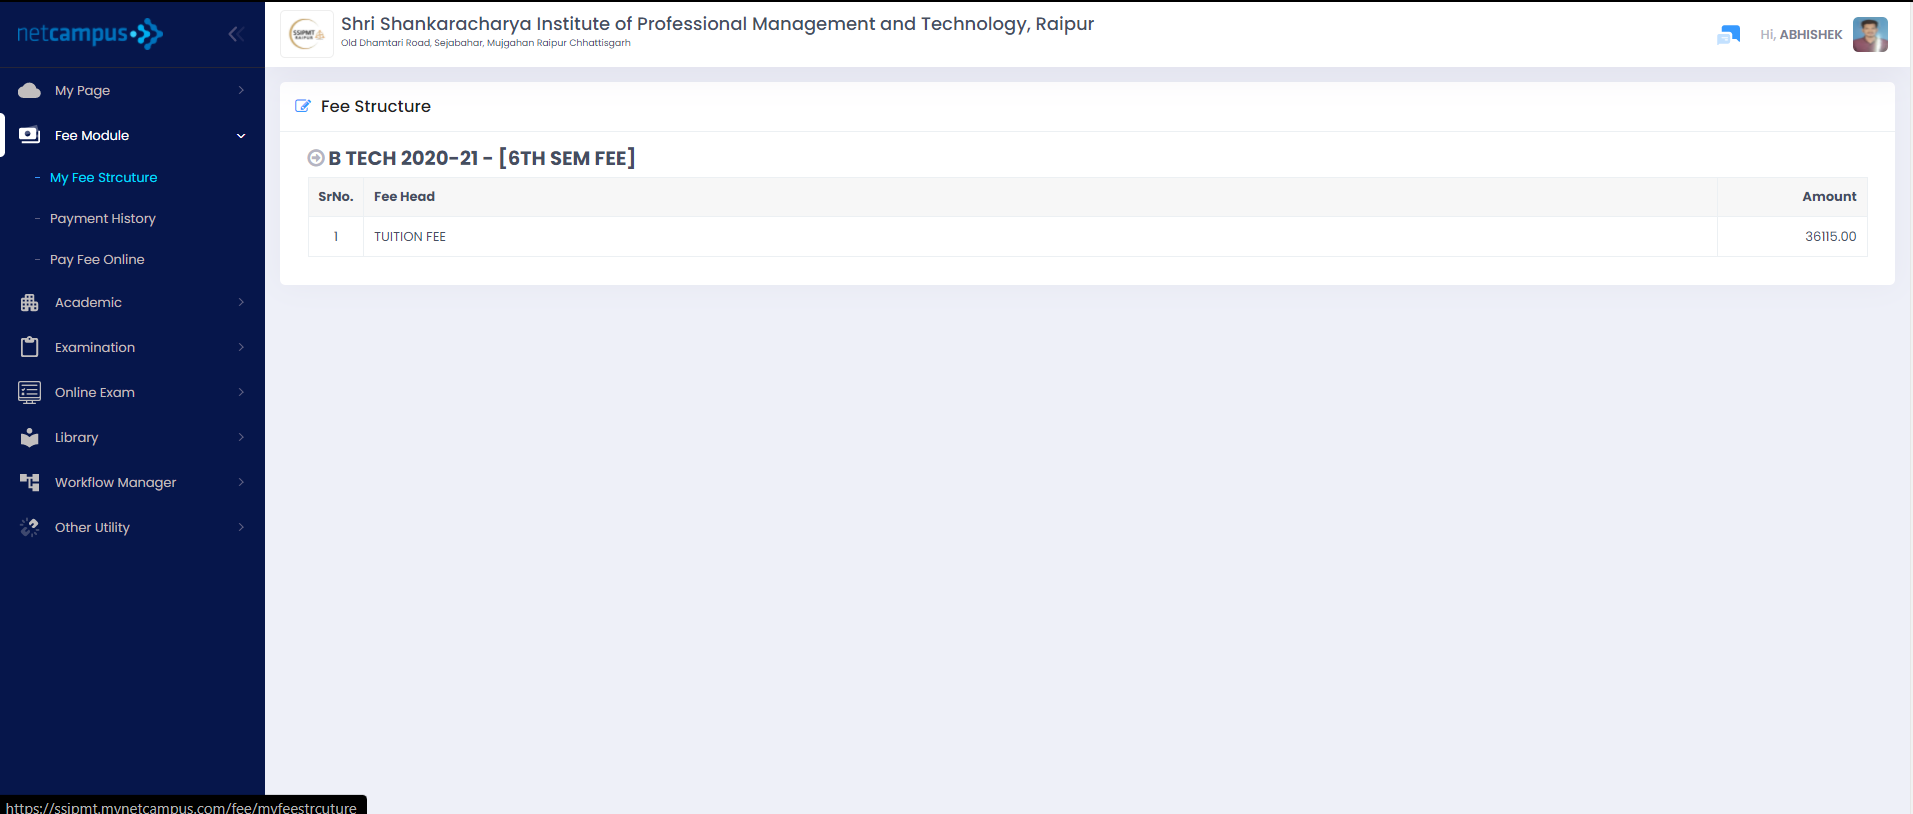 netcampus
Shri Shankaracharya Institute of Professional Management and Technology, Raipur
Old Dhamtari Road, Sejabahar, Mujgahan Raipur Chhattisgarh
SSIPMT
RAIPUR
Hi, ABHISHEK
My Page
Fee Module
- My Fee Strcuture
- Payment History
- Pay Fee Online
Academic
Examination
Online Exam
Library
Workflow Manager
Other Utility
Fee Structure
B TECH 2020-21 - [6TH SEM FEE]
SrNo. Fee Head Amount
1 TUITION FEE 36115.00
https://ssipmt.mynetcampus.com/fee/myfeestrcuture